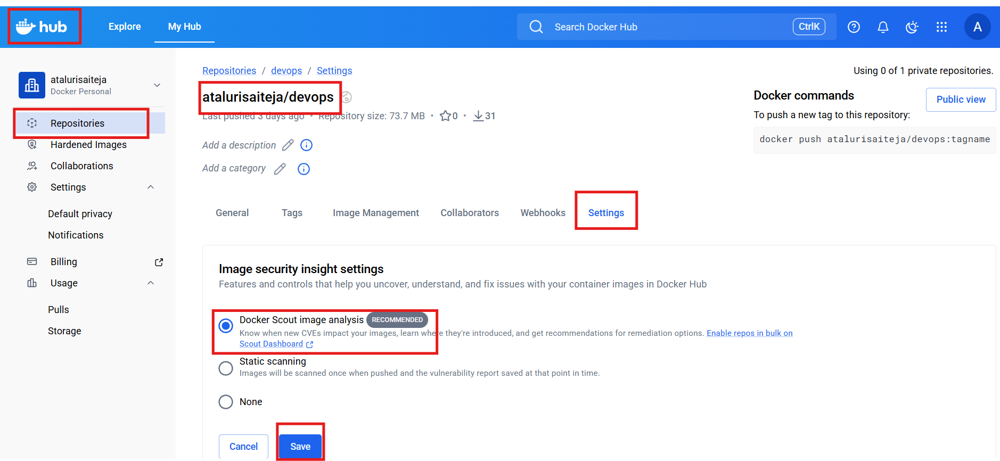 hub
Explore
My Hub
Search Docker Hub
CtrlK
A
atalurisaiteja
Docker Personal
Repositories
Hardened Images
Collaborations
Settings
Default privacy
Notifications
Billing
Usage
Pulls
Storage
Repositories / devops / Settings
Using 0 of 1 private repositories.
atalurisaiteja/devops
Last pushed 3 days ago • Repository size: 73.7 MB • 0 • 31
Add a description
Add a category
Docker commands
Public view
To push a new tag to this repository:
docker push atalurisaiteja/devops:tagname
General
Tags
Image Management
Collaborators
Webhooks
Settings
Image security insight settings
Features and controls that help you uncover, understand, and fix issues with your container images in Docker Hub
Docker Scout image analysis RECOMMENDED
Know when new CVEs impact your images, learn where they're introduced, and get recommendations for remediation options. Enable repos in bulk on
Scout Dashboard
Static scanning
Images will be scanned once when pushed and the vulnerability report saved at that point in time.
None
Cancel
Save